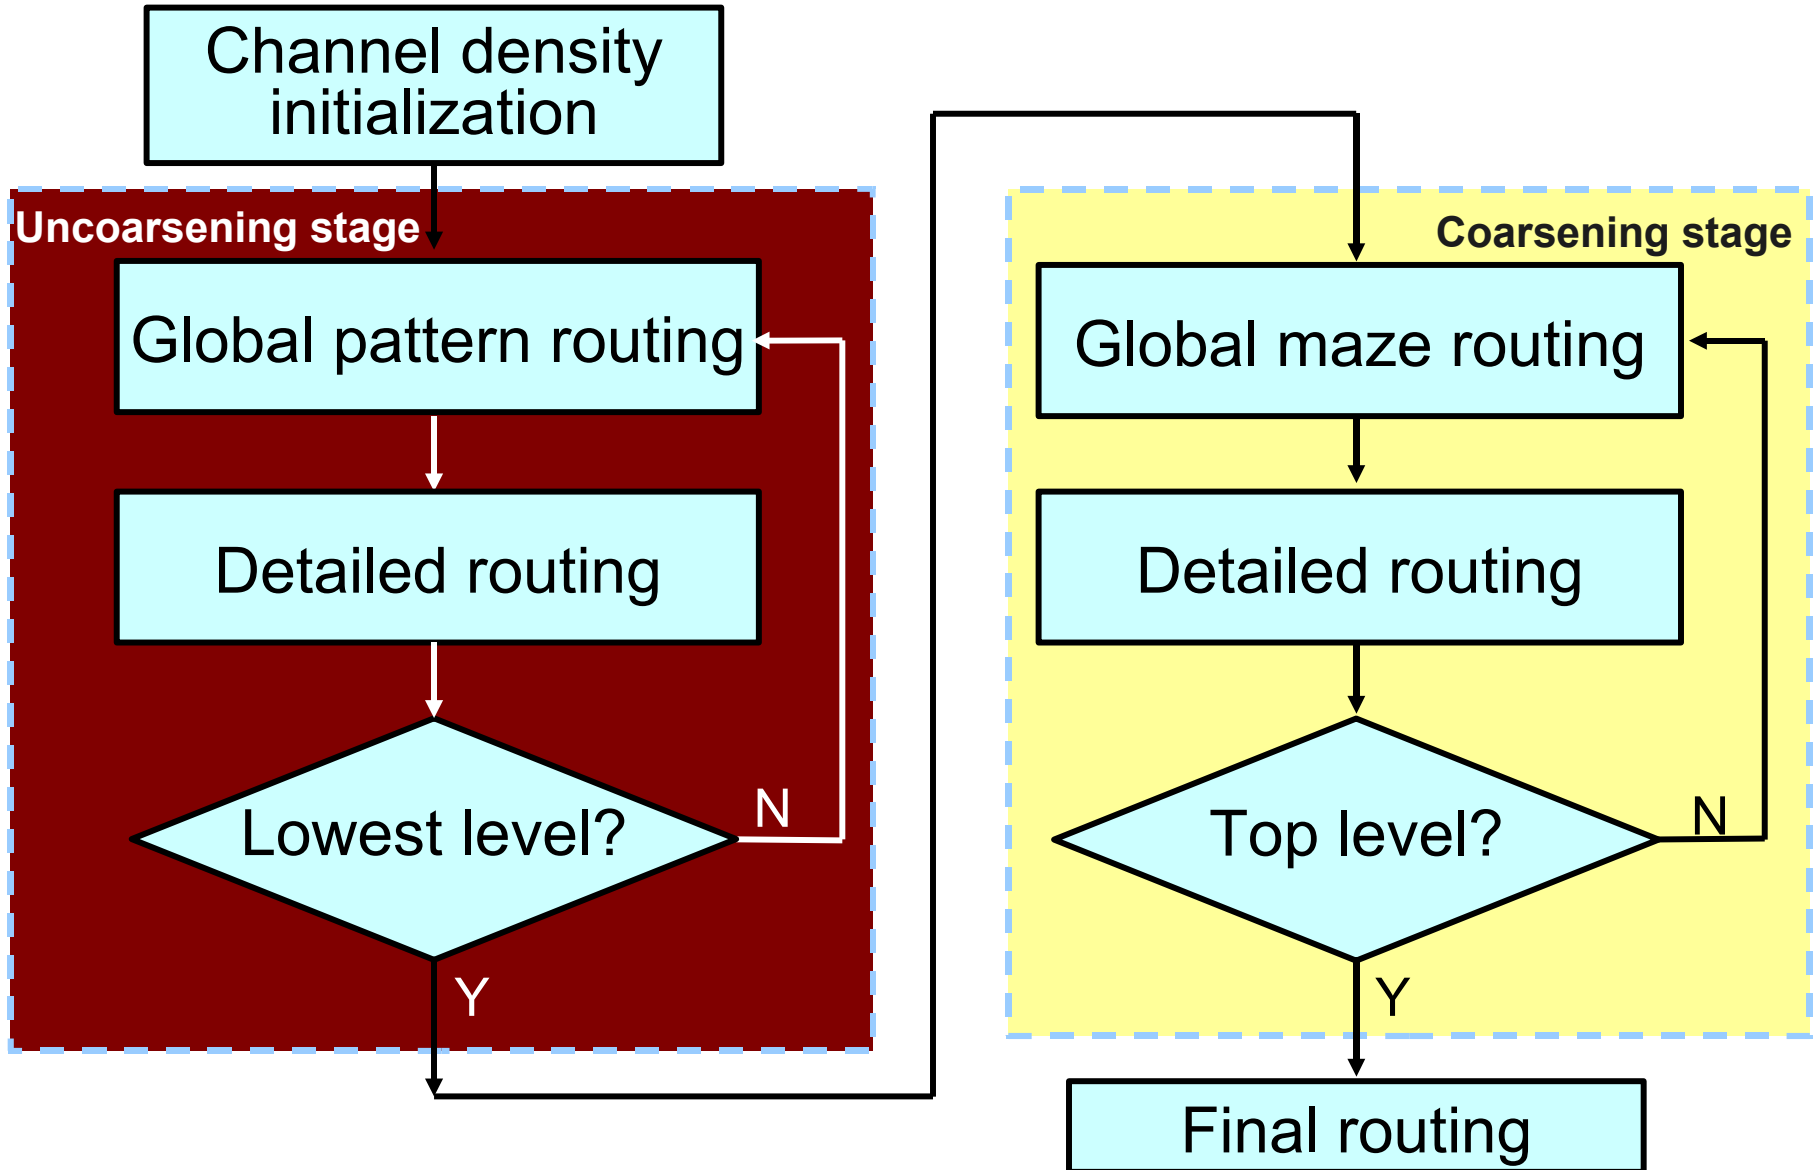 Channel density
initialization
Uncoarsening stage
Global pattern routing
Detailed routing
Lowest level?
N
Y
Coarsening stage
Global maze routing
Detailed routing
Top level?
N
Y
Final routing